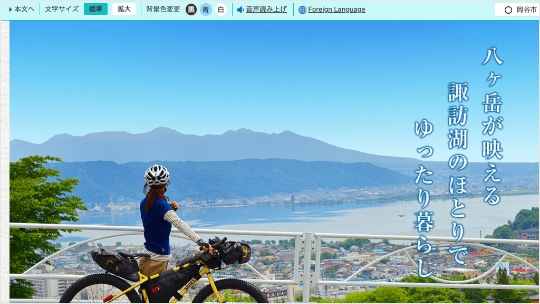 本文へ
文字サイズ
標準
拡大
背景色変更
黒
青
白
音声読み上げ
Foreign Language
岡谷市
八ヶ岳が映える
諏訪湖のほとりで
ゆったり暮らし